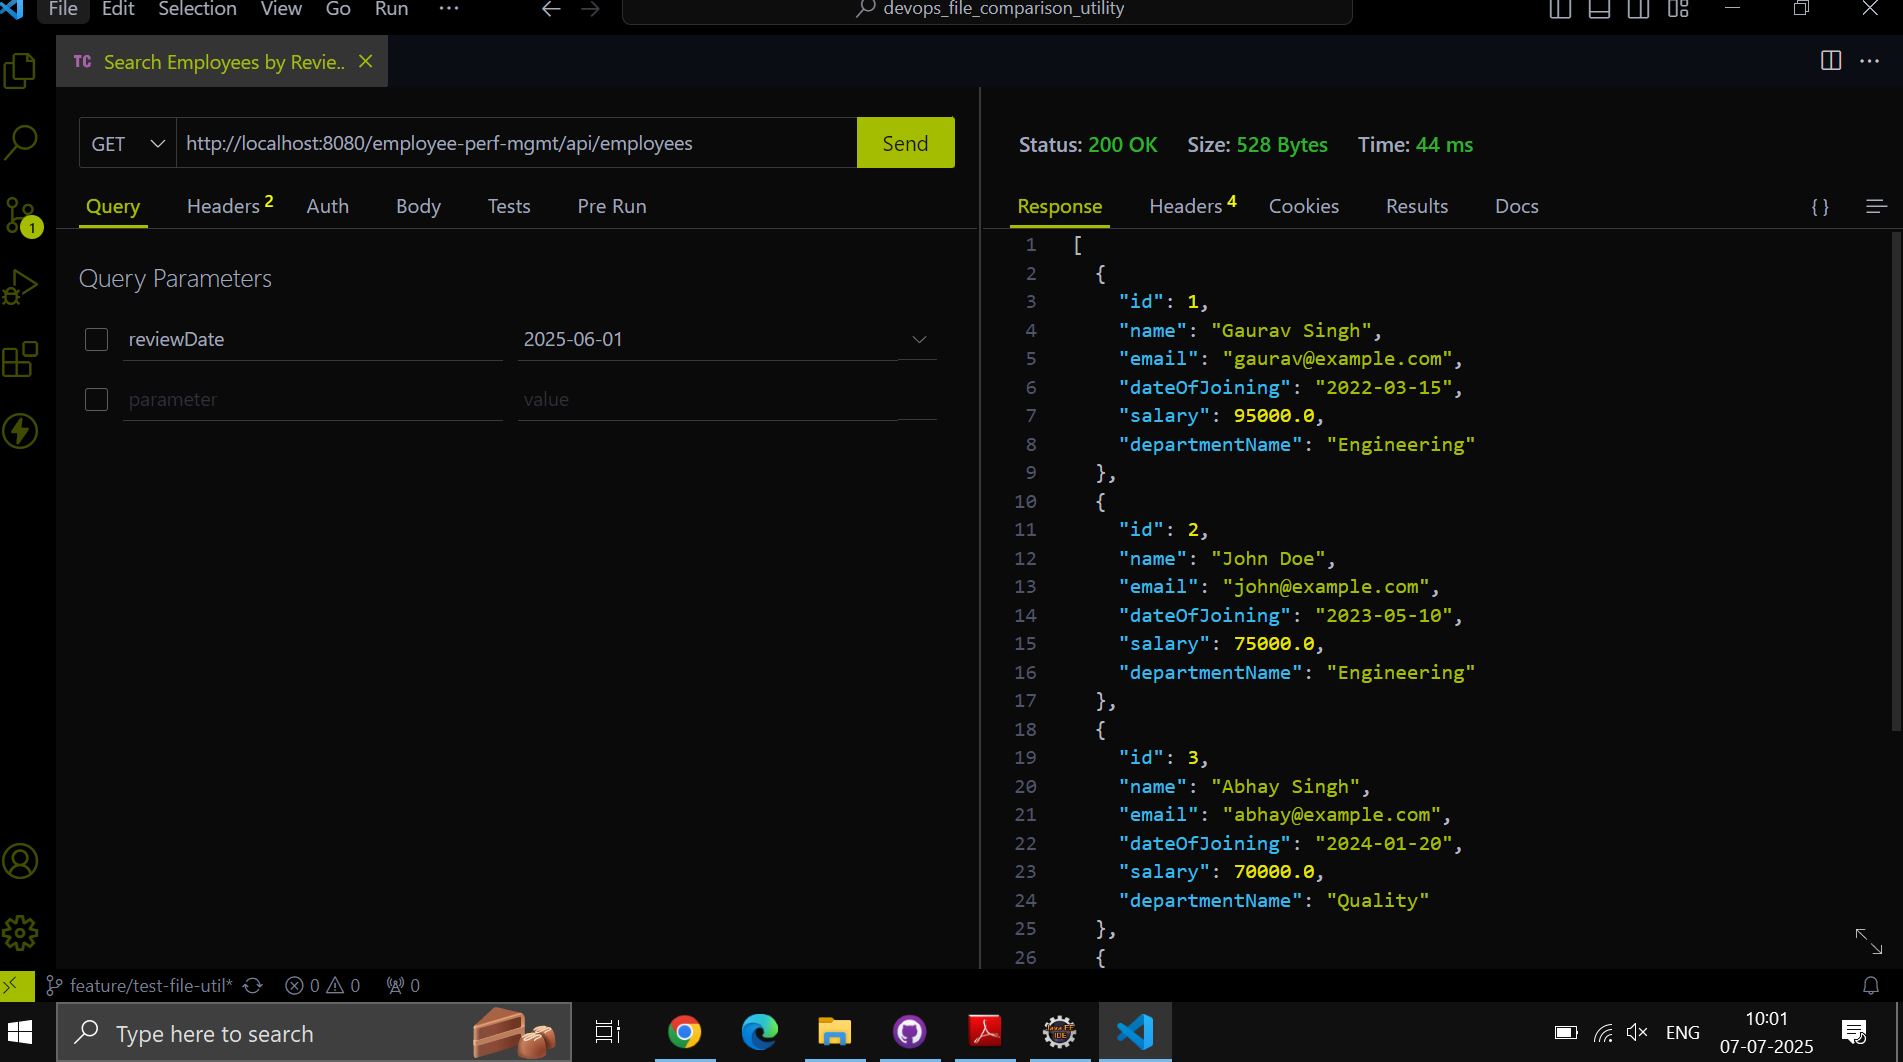 File Edit Selection View Go Run ··· devops_file_comparison_utility
TC Search Employees by Revie..
GET http://localhost:8080/employee-perf-mgmt/api/employees Send
Query Headers 2 Auth Body Tests Pre Run
Query Parameters
reviewDate 2025-06-01
parameter value
Status: 200 OK Size: 528 Bytes Time: 44 ms
Response Headers 4 Cookies Results Docs { }
1 [
2 {
3 "id": 1,
4 "name": "Gaurav Singh",
5 "email": "gaurav@example.com",
6 "dateOfJoining": "2022-03-15",
7 "salary": 95000.0,
8 "departmentName": "Engineering"
9 },
10 {
11 "id": 2,
12 "name": "John Doe",
13 "email": "john@example.com",
14 "dateOfJoining": "2023-05-10",
15 "salary": 75000.0,
16 "departmentName": "Engineering"
17 },
18 {
19 "id": 3,
20 "name": "Abhay Singh",
21 "email": "abhay@example.com",
22 "dateOfJoining": "2024-01-20",
23 "salary": 70000.0,
24 "departmentName": "Quality"
25 },
26 {
1
feature/test-file-util* 0 0 0
Type here to search
Java EE
IDE
ENG
10:01
07-07-2025